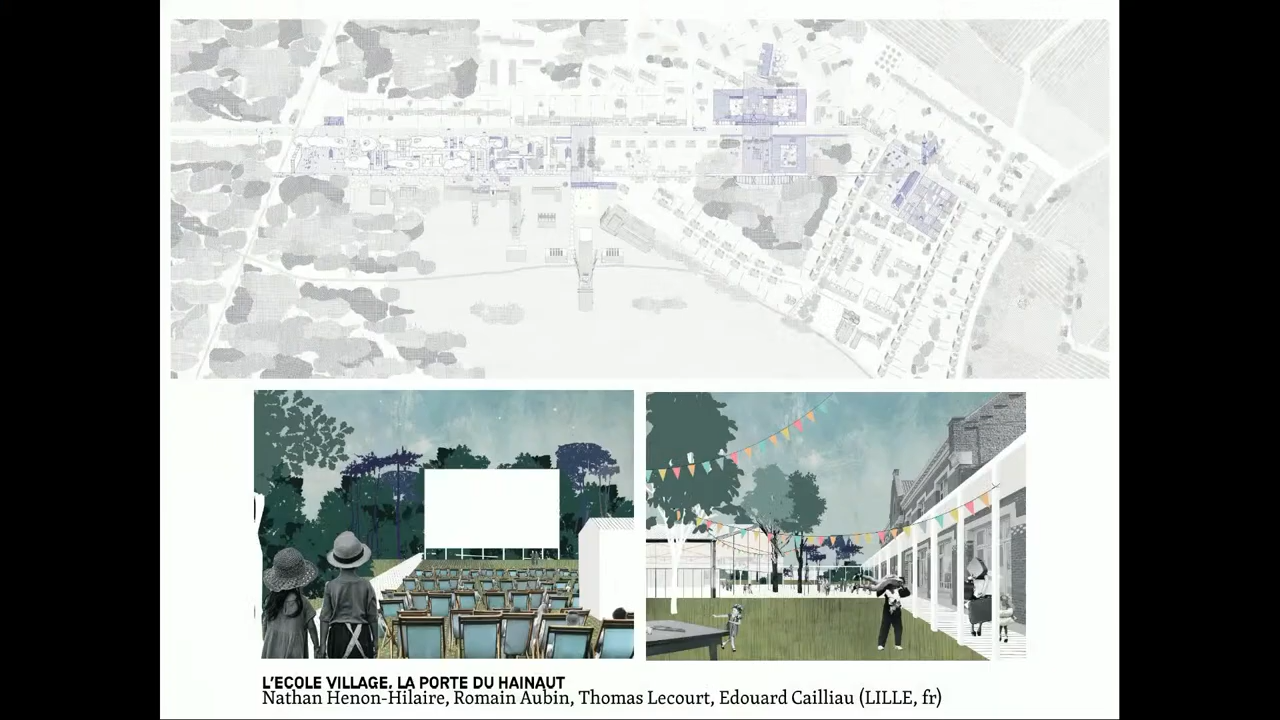 L'ECOLE VILLAGE. LA PORTE DU HAINAUT
Nathan Henon-Hilaire, Romain Aubin, Thomas Lecourt, Edouard Cailliau (LILLE, fr)